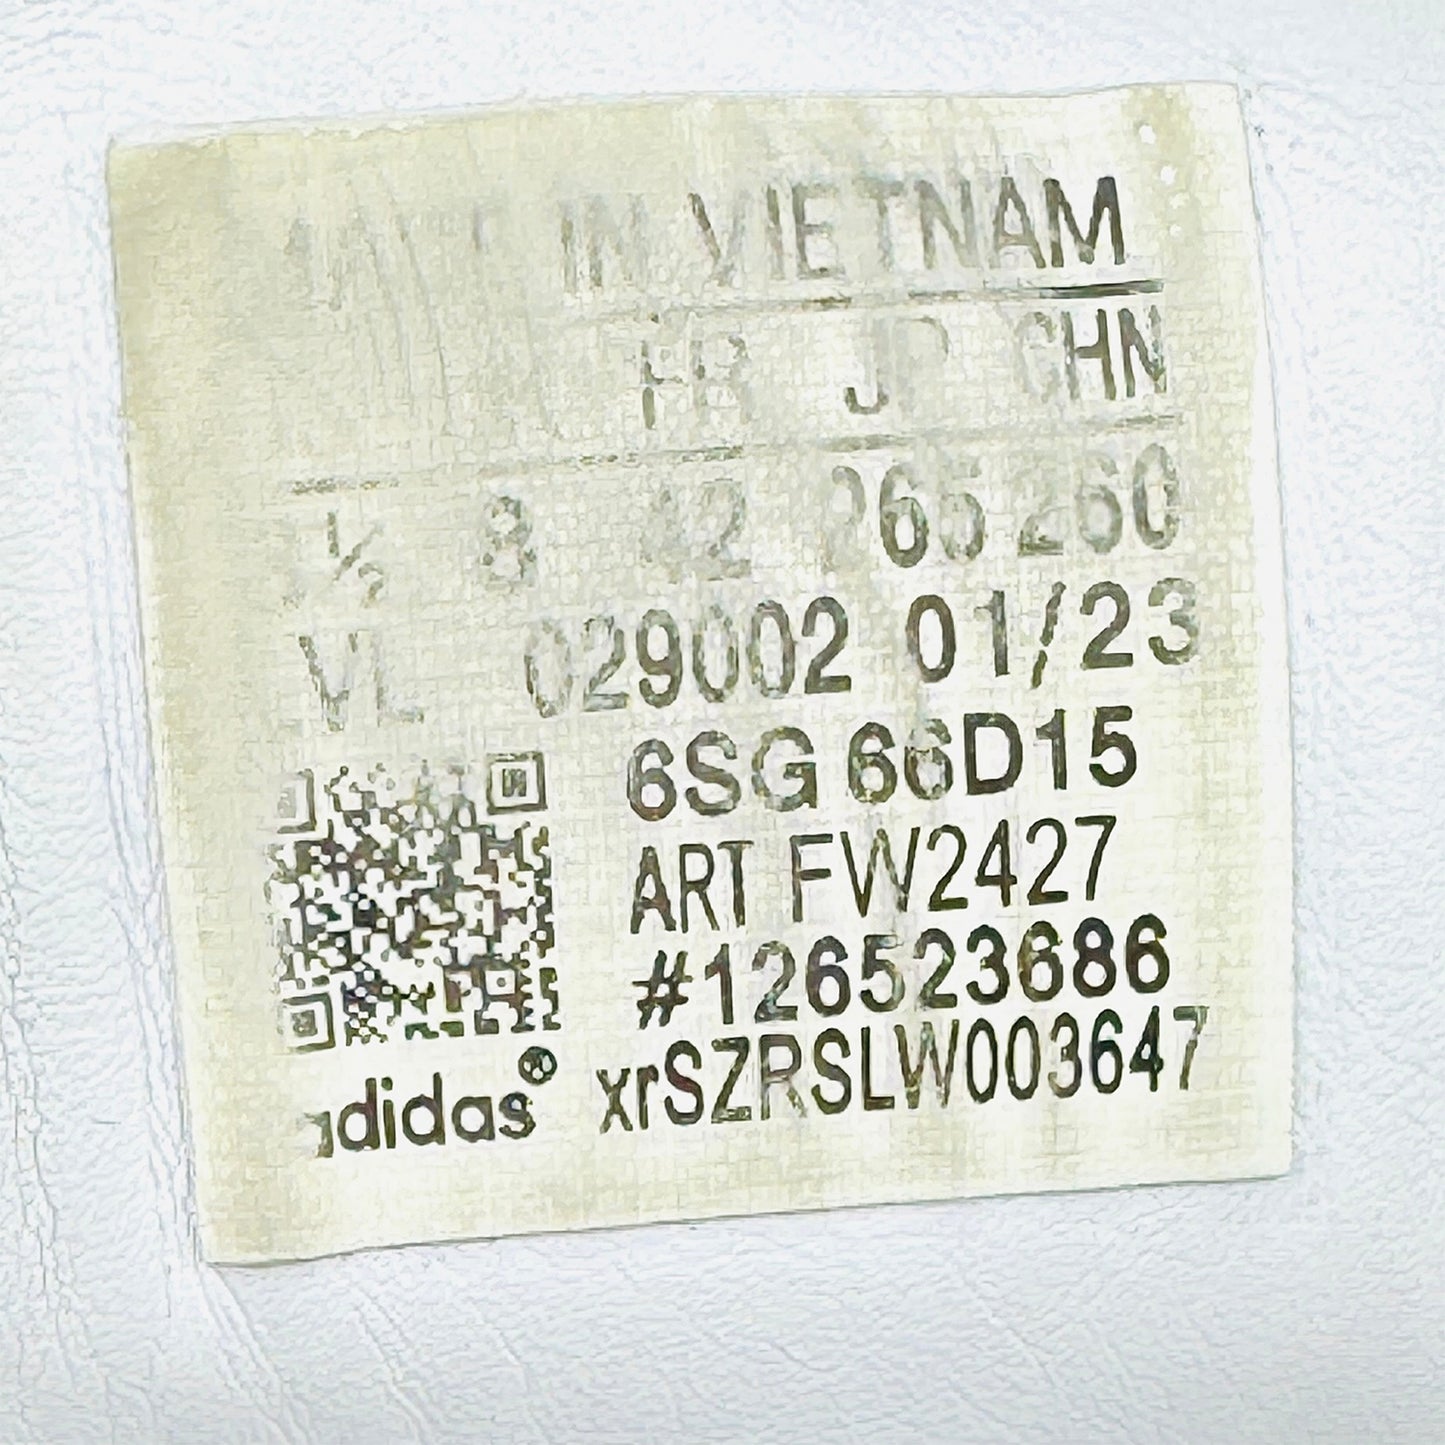 IN VIETNAM
FR JP CHN
½ 8 42 265 260
VL 029002 01/23
6SG 66D15
ART FW2427
#126523686
adidas® xrSZRSLW003647